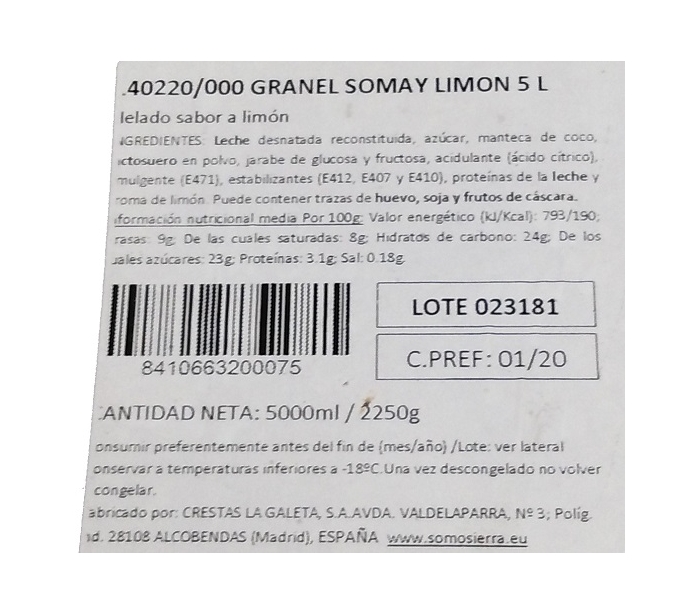 .40220/000 GRANEL SOMAY LIMON 5 L
lelado sabor a limón
IGREDIENTES: Leche desnatada reconstituida, azúcar, manteca de coco,
ictosuero en polvo, jarabe de glucosa y fructosa, acidulante (ácido cítrico),
mulgente (E471), estabilizantes (E412, E407 y E410), proteínas de la leche y
roma de limón. Puede contener trazas de huevo, soja y frutos de cáscara.
iformación nutricional media Por 100g: Valor energético (kJ/Kcal): 793/190;
rasas: 9g; De las cuales saturadas: 8g; Hidratos de carbono: 24g; De los
uales azúcares: 23g; Proteínas: 3.1g; Sal: 0.18g.
LOTE 023181
8410663200075
C.PREF: 01/20
ANTIDAD NETA: 5000ml / 2250g
onsumir preferentemente antes del fin de (mes/año) /Lote: ver lateral
onservar a temperaturas inferiores a -18ºC.Una vez descongelado no volver
congelar.
abricado por: CRESTAS LA GALETA, S.A.AVDA. VALDELAPARRA, Nº 3; Políg.
id. 28108 ALCOBENDAS (Madrid), ESPAÑA www.somosierra.eu